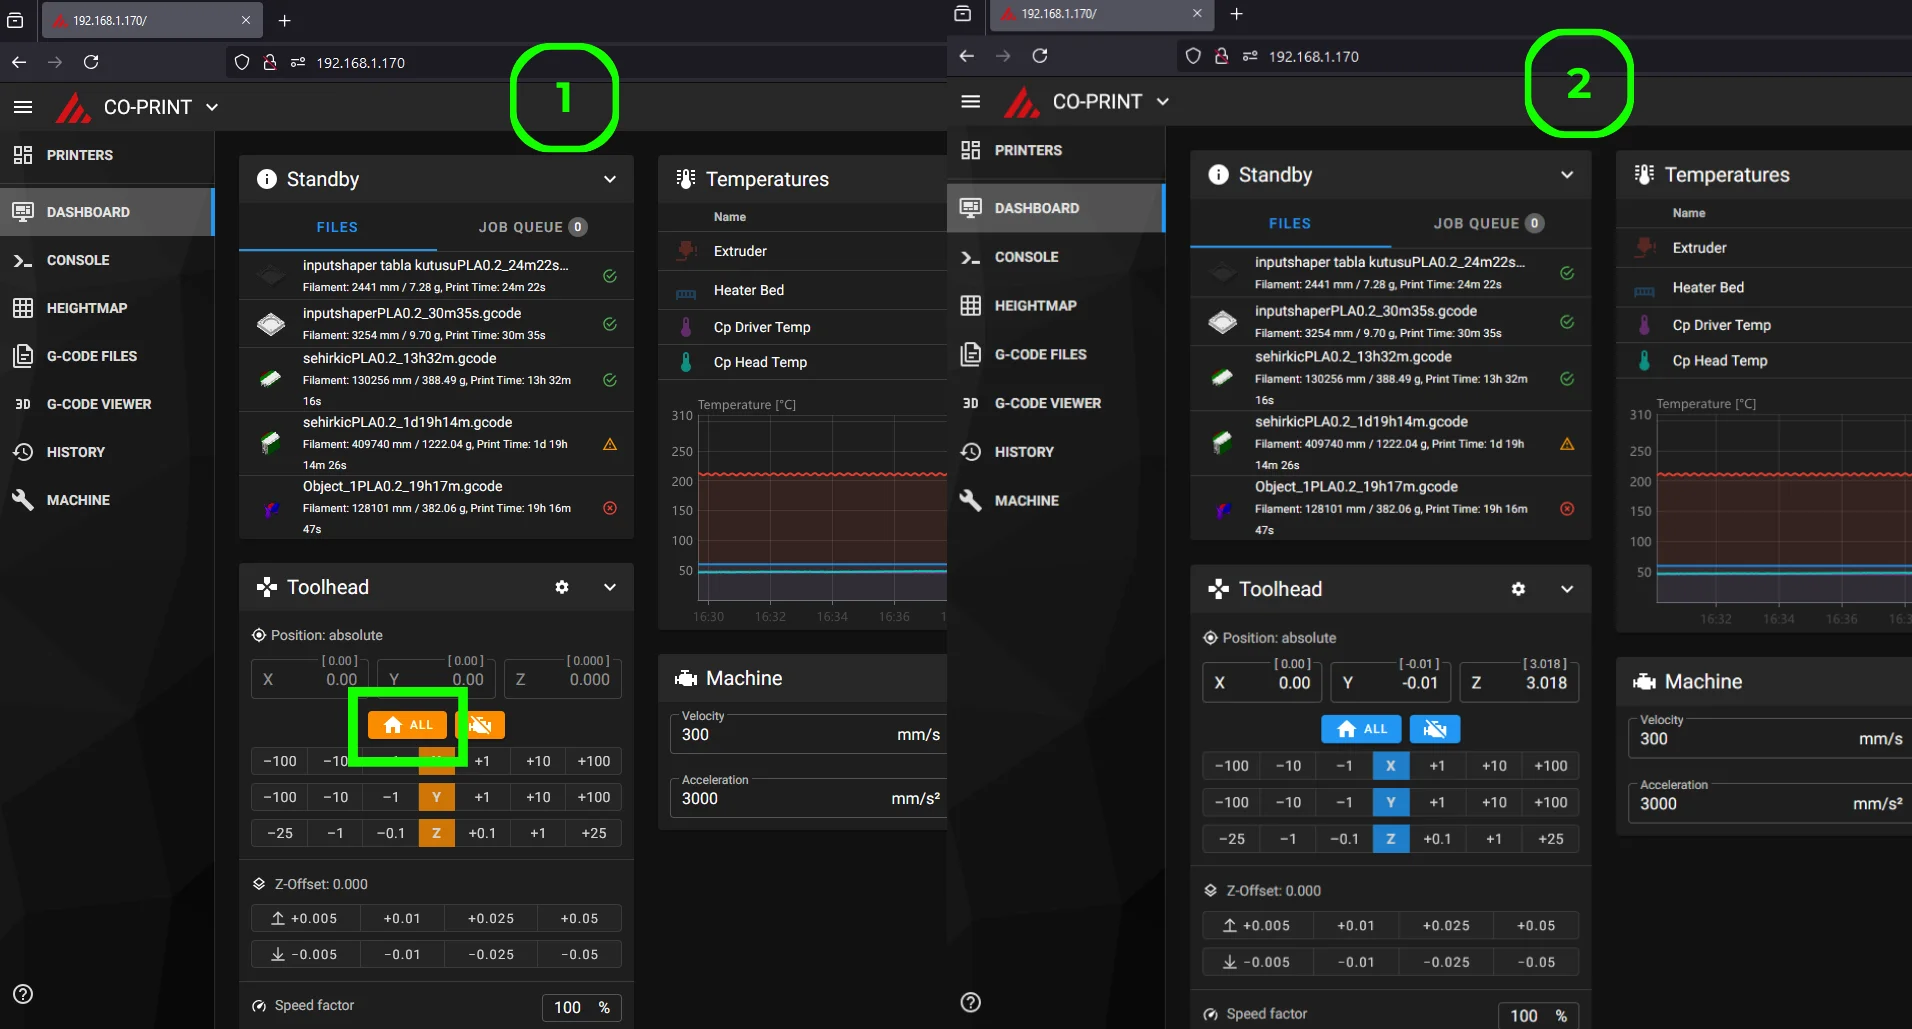 192.168.1.170/
192.168.1.170
1
CO-PRINT
PRINTERS
DASHBOARD
CONSOLE
HEIGHTMAP
G-CODE FILES
3D G-CODE VIEWER
HISTORY
MACHINE
Standby
FILES JOB QUEUE 0
inputshaper tabla kutusuPLA0.2_24m22s...
Filament: 2441 mm / 7.28 g, Print Time: 24m 22s
inputshaperPLA0.2_30m35s.gcode
Filament: 3254 mm / 9.70 g, Print Time: 30m 35s
sehirkicPLA0.2_13h32m.gcode
Filament: 130256 mm / 388.49 g, Print Time: 13h 32m
16s
sehirkicPLA0.2_1d19h14m.gcode
Filament: 409740 mm / 1222.04 g, Print Time: 1d 19h
14m 26s
Object_1PLA0.2_19h17m.gcode
Filament: 128101 mm / 382.06 g, Print Time: 19h 16m
47s
Toolhead
Position: absolute
[ 0.00 ] [ 0.00 ] [ 0.000 ]
X 0.00 Y 0.00 Z 0.000
ALL
−100 −10 +1 +10 +100
−100 −10 −1 Y +1 +10 +100
−25 −1 −0.1 Z +0.1 +1 +25
Z-Offset: 0.000
+0.005 +0.01 +0.025 +0.05
−0.005 −0.01 −0.025 −0.05
Speed factor 100 %
Temperatures
Name
Extruder
Heater Bed
Cp Driver Temp
Cp Head Temp
Temperature [°C]
310
250
200
150
100
50
16:30 16:32 16:34 16:36
Machine
Velocity
300 mm/s
Acceleration
3000 mm/s²
192.168.1.170/
192.168.1.170
2
CO-PRINT
PRINTERS
DASHBOARD
CONSOLE
HEIGHTMAP
G-CODE FILES
3D G-CODE VIEWER
HISTORY
MACHINE
Standby
FILES JOB QUEUE 0
inputshaper tabla kutusuPLA0.2_24m22s...
Filament: 2441 mm / 7.28 g, Print Time: 24m 22s
inputshaperPLA0.2_30m35s.gcode
Filament: 3254 mm / 9.70 g, Print Time: 30m 35s
sehirkicPLA0.2_13h32m.gcode
Filament: 130256 mm / 388.49 g, Print Time: 13h 32m
16s
sehirkicPLA0.2_1d19h14m.gcode
Filament: 409740 mm / 1222.04 g, Print Time: 1d 19h
14m 26s
Object_1PLA0.2_19h17m.gcode
Filament: 128101 mm / 382.06 g, Print Time: 19h 16m
47s
Toolhead
Position: absolute
[ 0.00 ] [ -0.01 ] [ 3.018 ]
X 0.00 Y -0.01 Z 3.018
ALL
−100 −10 −1 X +1 +10 +100
−100 −10 −1 Y +1 +10 +100
−25 −1 −0.1 Z +0.1 +1 +25
Z-Offset: 0.000
+0.005 +0.01 +0.025 +0.05
−0.005 −0.01 −0.025 −0.05
Speed factor 100 %
Temperatures
Name
Extruder
Heater Bed
Cp Driver Temp
Cp Head Temp
Temperature [°C]
310
250
200
150
100
50
16:32 16:34 16:36
Machine
Velocity
300 mm/s
Acceleration
3000 mm/s²